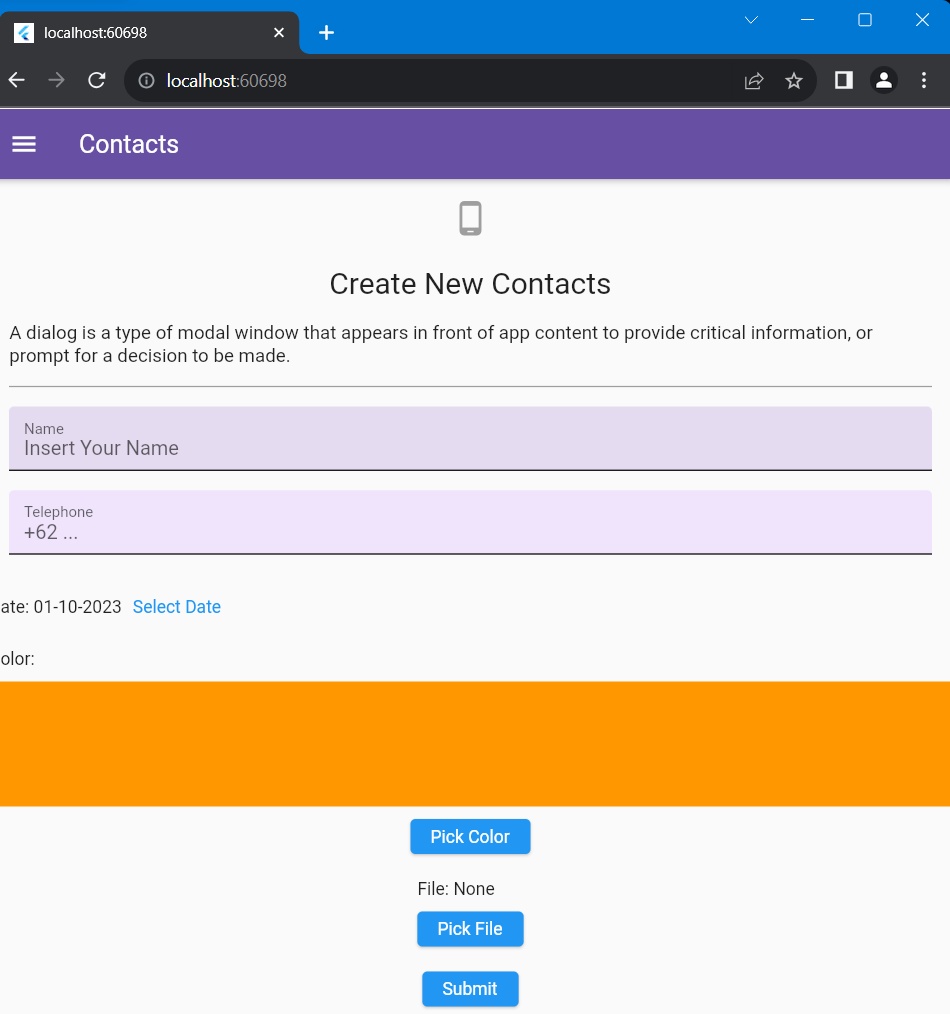 localhost:60698
localhost:60698
Contacts
Create New Contacts
A dialog is a type of modal window that appears in front of app content to provide critical information, or
prompt for a decision to be made.
Name
Insert Your Name
Telephone
+62 ...
ate: 01-10-2023 Select Date
olor:
Pick Color
File: None
Pick File
Submit